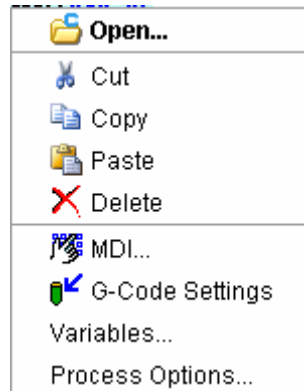 Open...
Cut
Copy
Paste
Delete
MDI...
G-Code Settings
Variables...
Process Options...